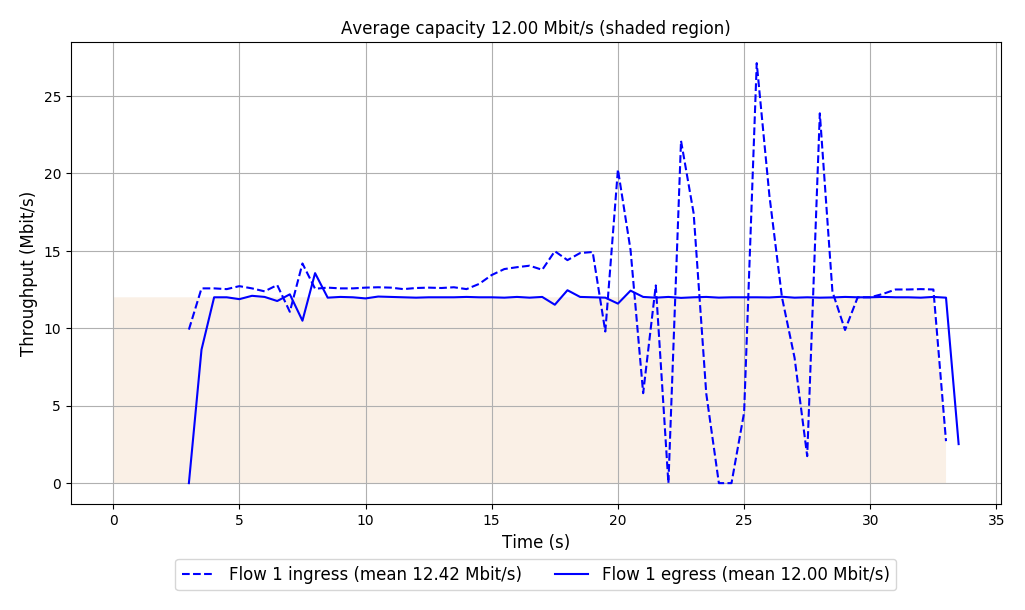 Average capacity 12.00 Mbit/s (shaded region)
Throughput (Mbit/s)
25
20
15
10
5
0
0 5 10 15 20 25 30 35
Time (s)
Flow 1 ingress (mean 12.42 Mbit/s) Flow 1 egress (mean 12.00 Mbit/s)